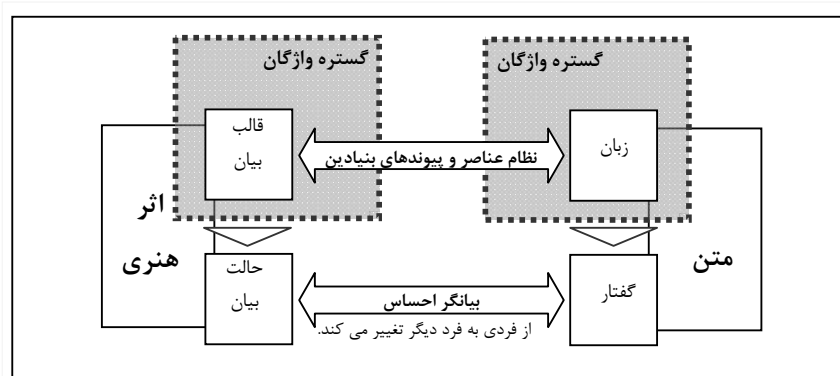 گستره واژگان
گستره واژگان
زبان
نظام عناصر و پیوندهای بنیادین
قالب
بیان
متن
اثر
هنری
گفتار
بیانگر احساس
از فردی به فرد دیگر تغییر می کند.
حالت
بیان